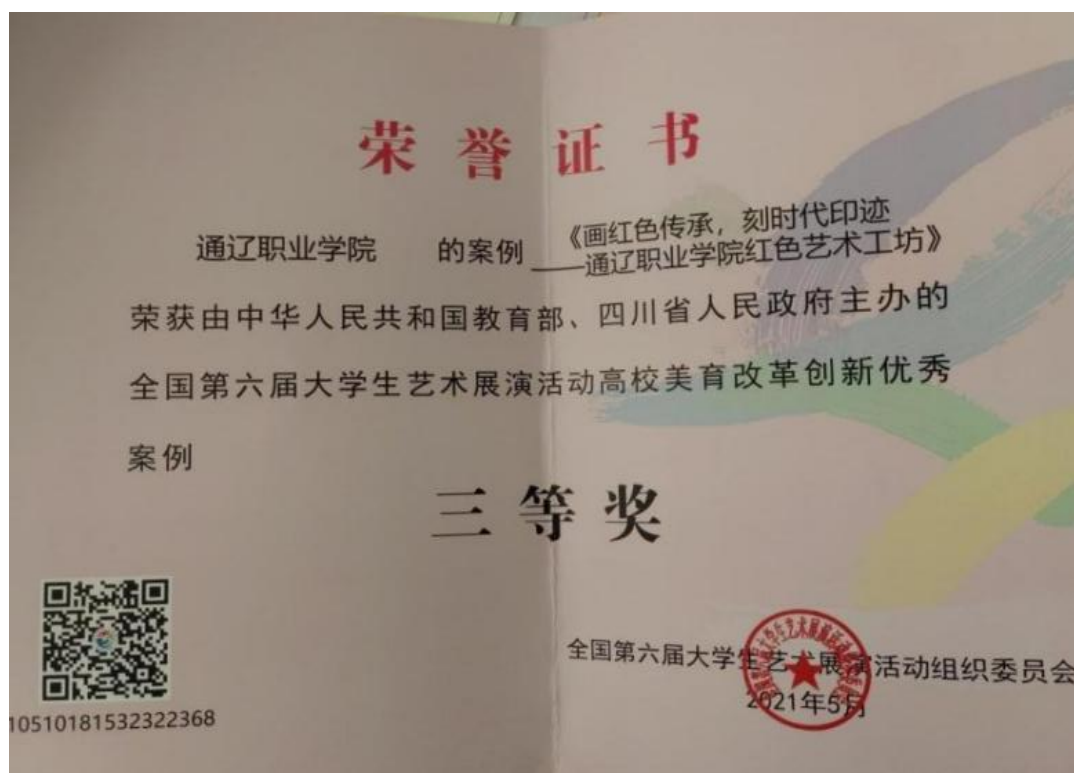 荣誉证书
通辽职业学院 的案例 《画红色传承，刻时代印迹
——通辽职业学院红色艺术工坊》
荣获由中华人民共和国教育部、四川省人民政府主办的
全国第六届大学生艺术展演活动高校美育改革创新优秀
案例
三等奖
全国第六届大学生艺术展演活动组织委员会
2021年5月
10510181532322368